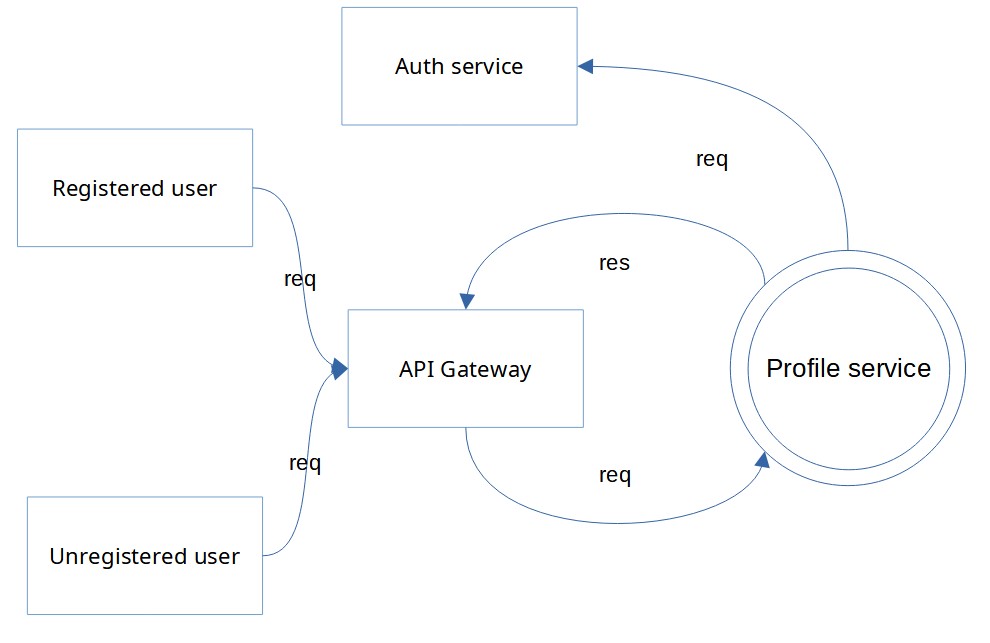 Auth service
req
Registered user
res
req
API Gateway
Profile service
req
req
Unregistered user